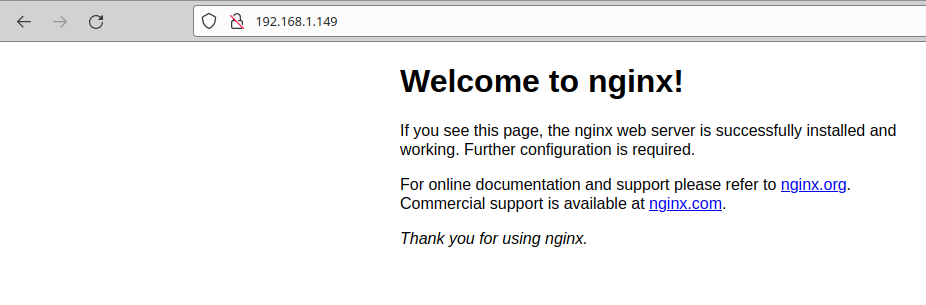 192.168.1.149
Welcome to nginx!
If you see this page, the nginx web server is successfully installed and
working. Further configuration is required.
For online documentation and support please refer to nginx.org.
Commercial support is available at nginx.com.
Thank you for using nginx.